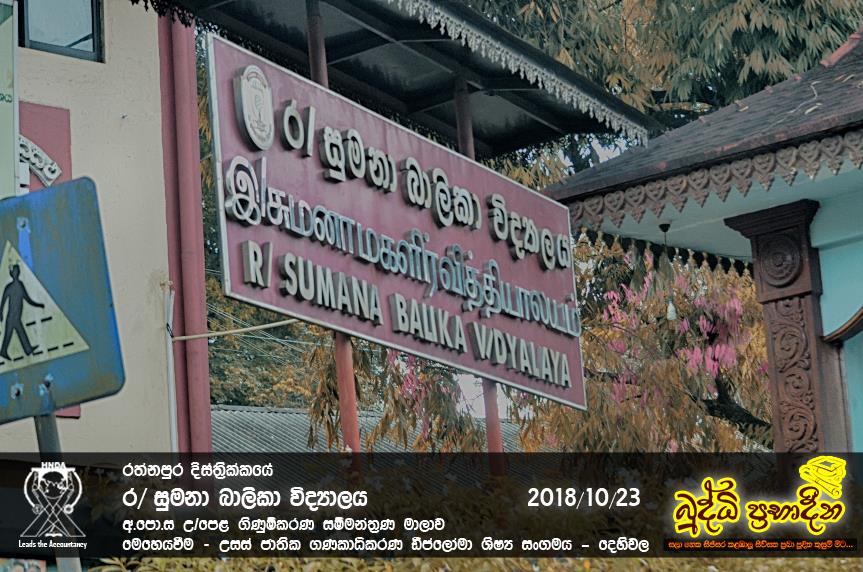 ර/ සුමනා බාලිකා විද්‍යාලය
இ/சுமனாமகளிர்வித்தியாலயம்
R/ SUMANA BALIKA VIDYALAYA
රත්නපුර දිස්ත්‍රික්කයේ
ර/ සුමනා බාලිකා විද්‍යාලය
2018/10/23
අ.පො.ස උ/පෙළ ගිණුම්කරණ සම්මන්ත්‍රණ මාලාව
මෙහෙයවීම - උසස් ජාතික ගණකාධිකරණ ඩිප්ලෝමා ශිෂ්‍ය සංගමය – දෙහිවල
HNDA
Leads the Accountancy
බුද්ධි ප්‍රභාදීන